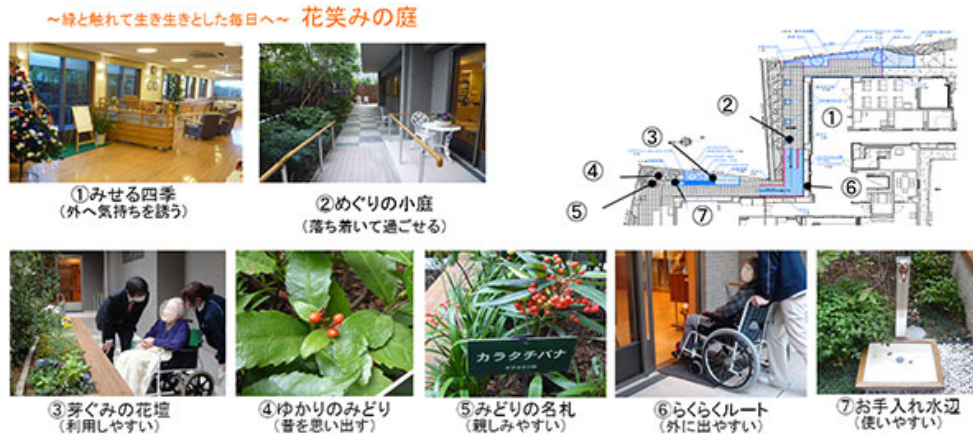 ~緑と触れて生き生きとした毎日へ~ 花笑みの庭
①みせる四季
(外へ気持ちを誘う)
②めぐりの小庭
(落ち着いて過ごせる)
②
①
③
④
⑤
⑦
⑥
カラタチバナ
③芽ぐみの花壇
(利用しやすい)
④ゆかりのみどり
(昔を思い出す)
⑤みどりの名札
(親しみやすい)
⑥らくらくルート
(外に出やすい)
⑦お手入れ水辺
(使いやすい)